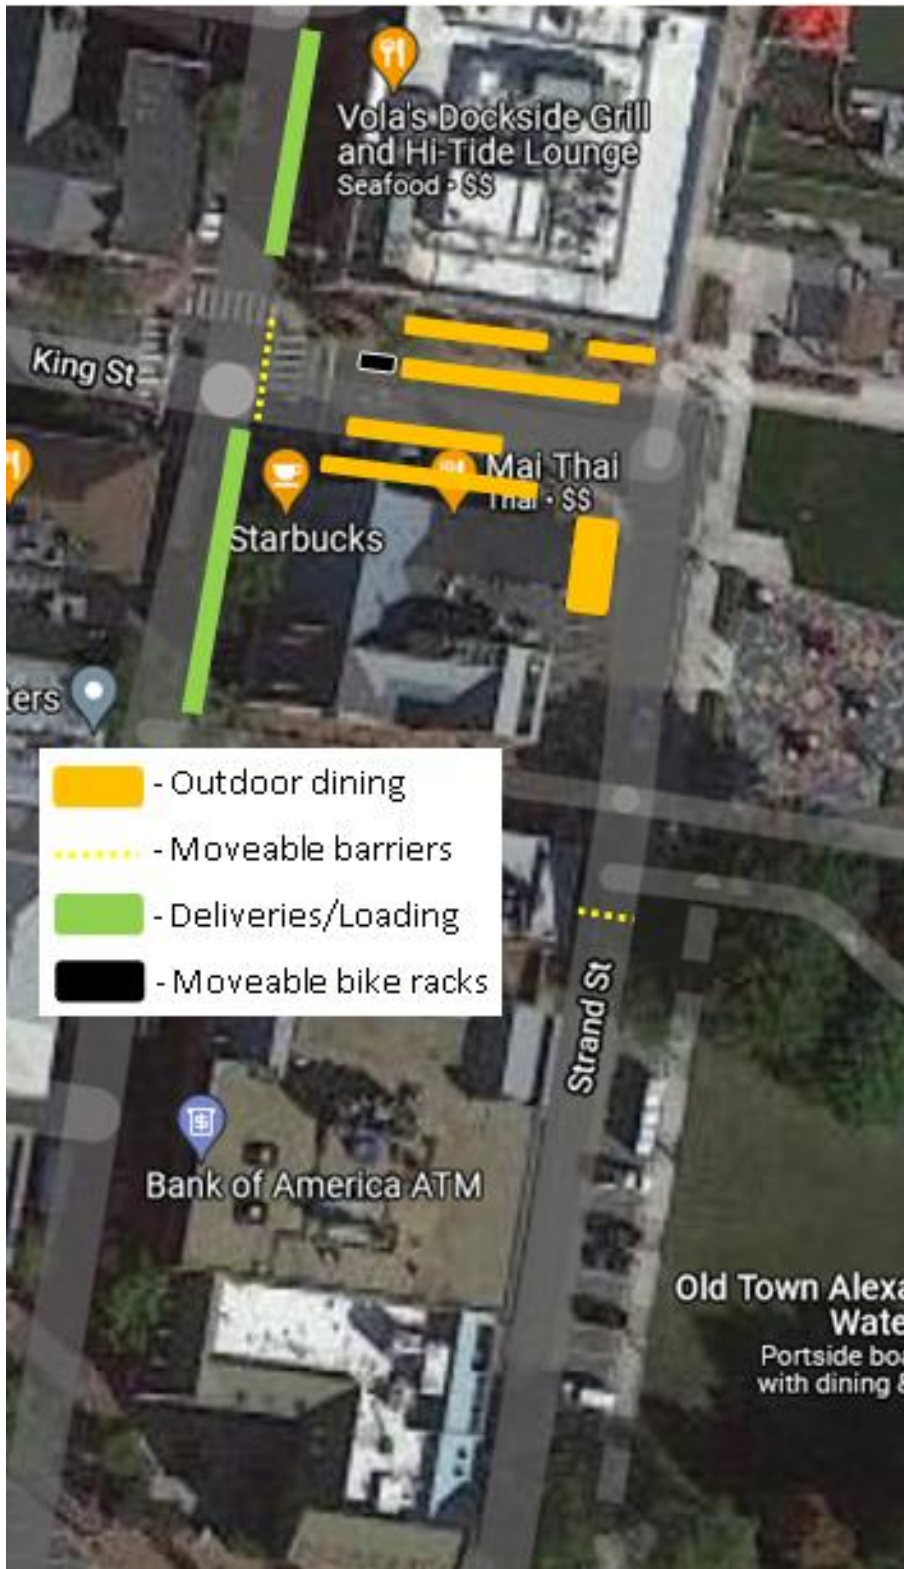 Vola's Dockside Grill
and Hi-Tide Lounge
Seafood • $$
King St
Mai Thai
Thai • $$
Starbucks
ters
- Outdoor dining
- Moveable barriers
- Deliveries/Loading
- Moveable bike racks
Strand St
$
Bank of America ATM
Old Town Alexa
Wate
Portside boa
with dining &